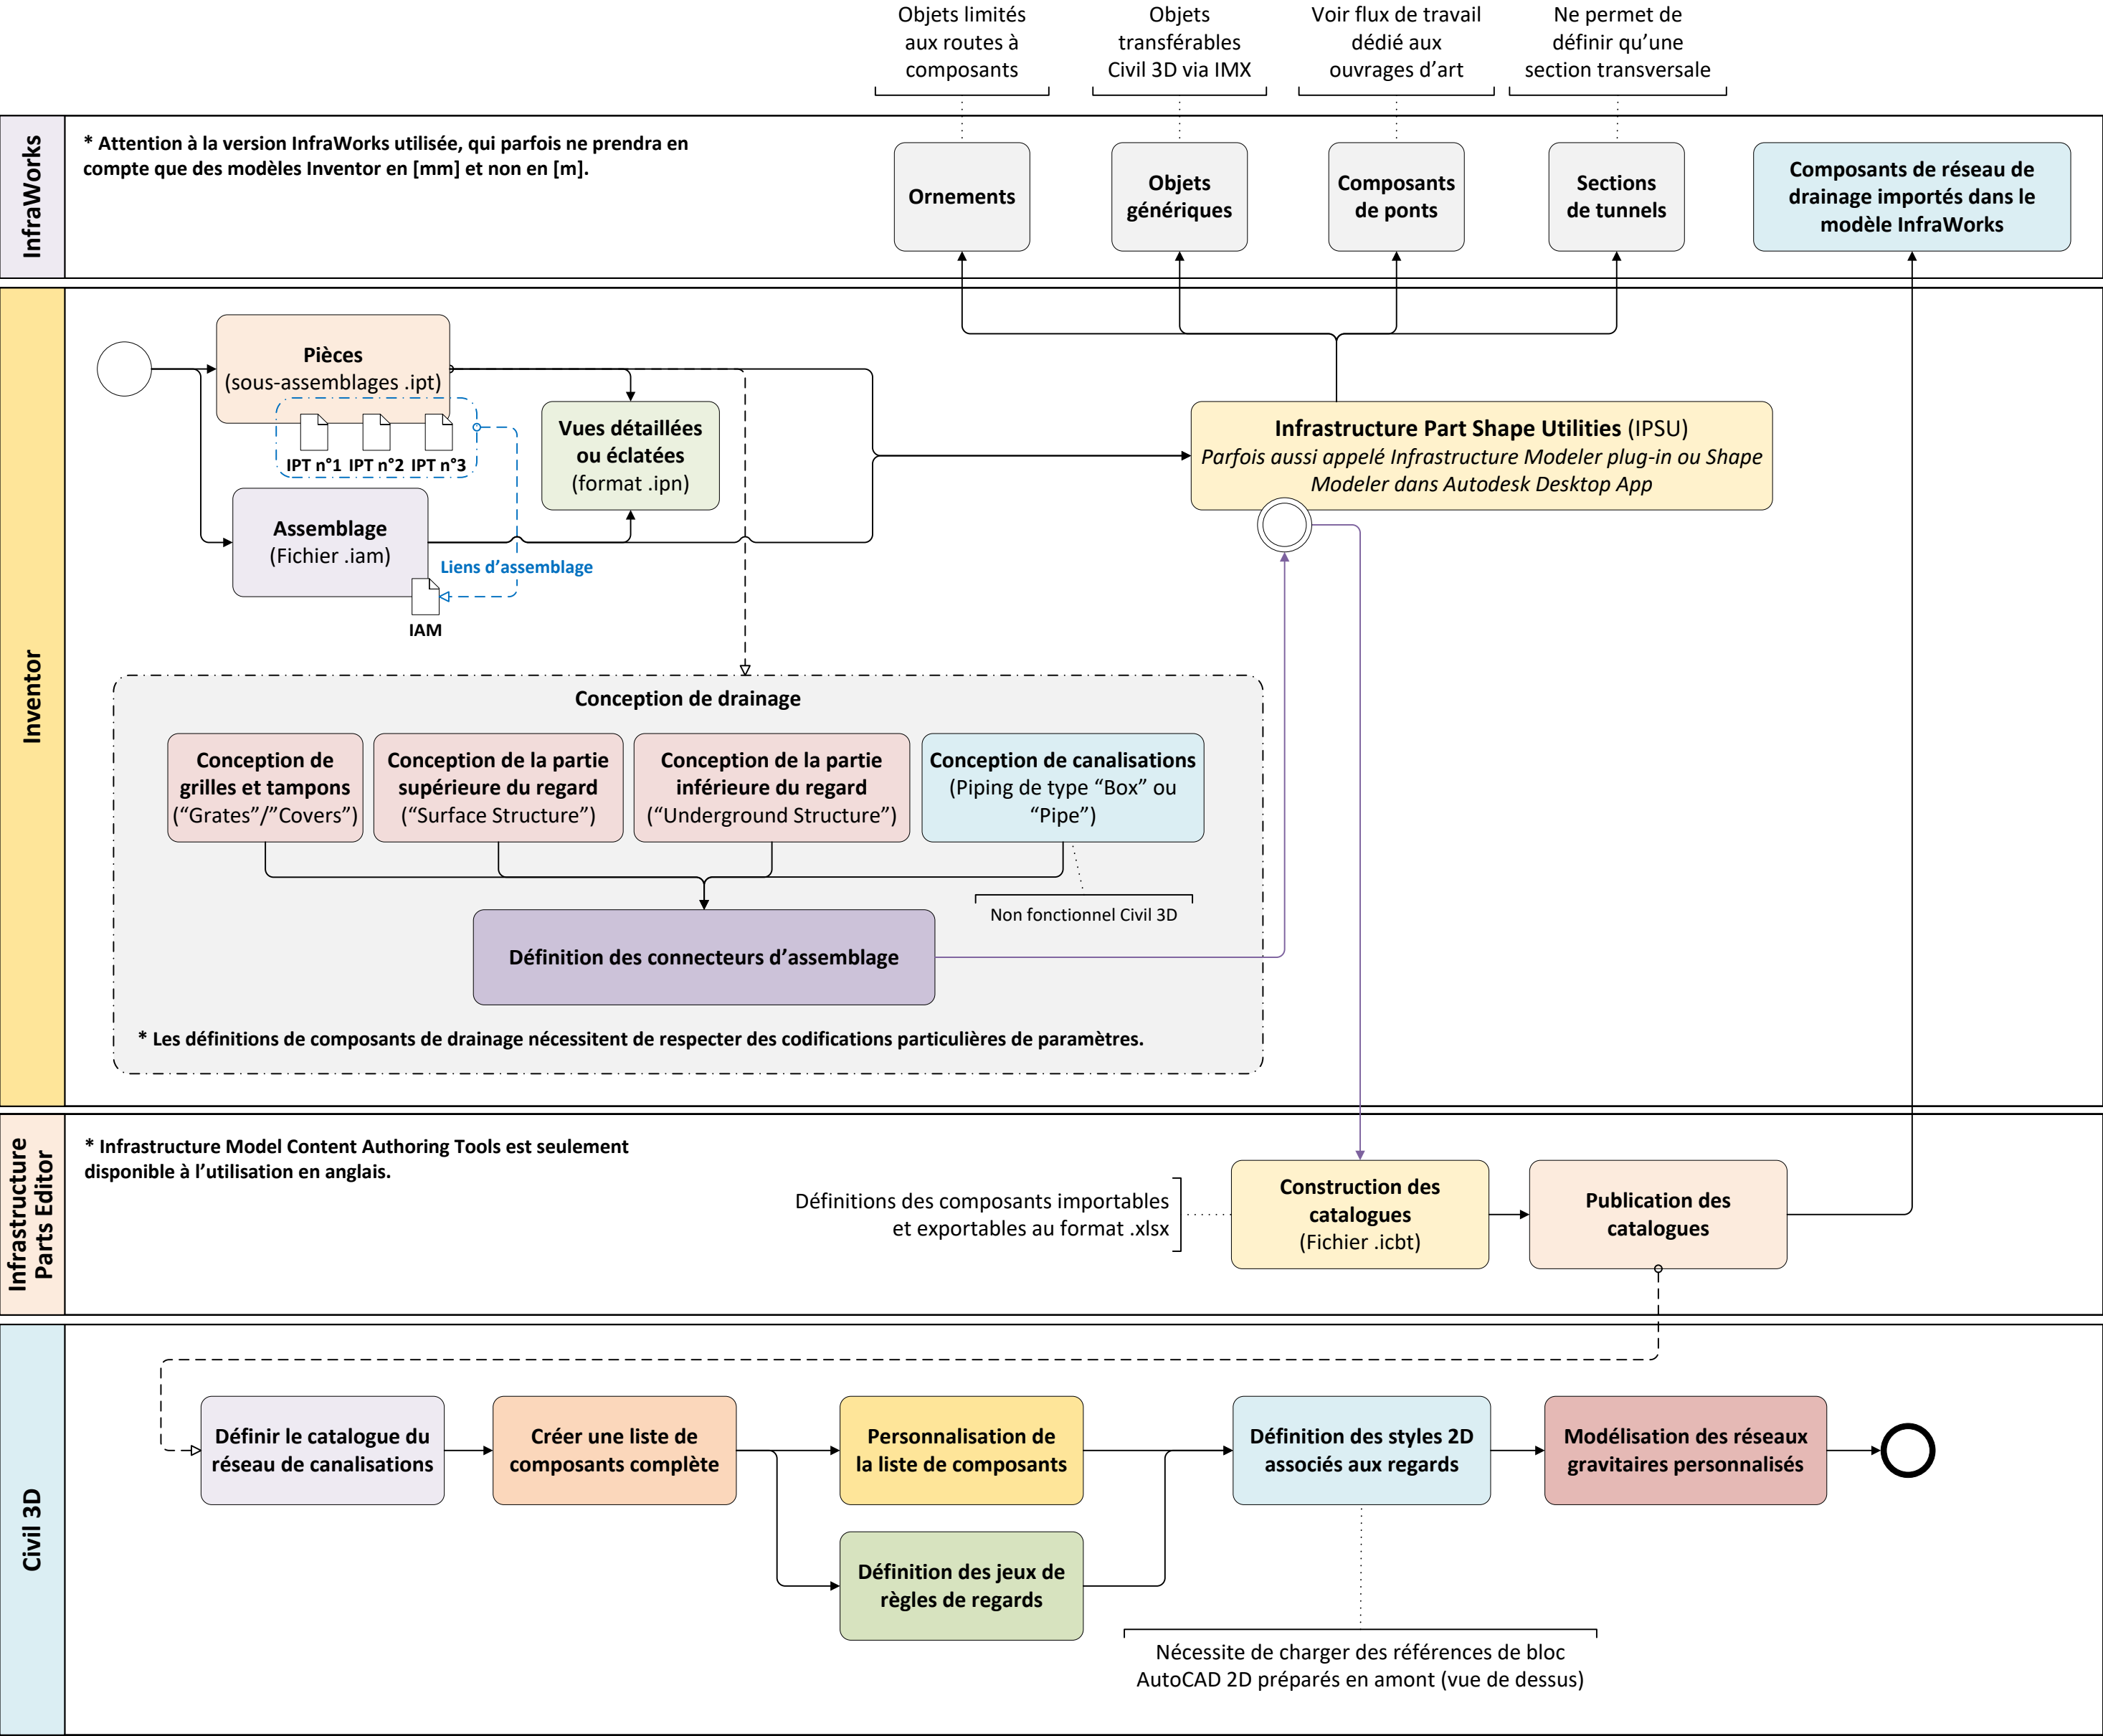 Objets limités
aux routes à
composants
Objets
transférables
Civil 3D via IMX
Voir flux de travail
dédié aux
ouvrages d’art
Ne permet de
définir qu’une
section transversale
InfraWorks
* Attention à la version InfraWorks utilisée, qui parfois ne prendra en
compte que des modèles Inventor en [mm] et non en [m].
Ornements
Objets
génériques
Composants
de ponts
Sections
de tunnels
Composants de réseau de
drainage importés dans le
modèle InfraWorks
Inventor
Pièces
(sous-assemblages .ipt)
IPT n°1 IPT n°2 IPT n°3
Vues détaillées
ou éclatées
(format .ipn)
Assemblage
(Fichier .iam)
Liens d’assemblage
IAM
Infrastructure Part Shape Utilities (IPSU)
Parfois aussi appelé Infrastructure Modeler plug-in ou Shape
Modeler dans Autodesk Desktop App
Conception de drainage
Conception de
grilles et tampons
(“Grates”/”Covers”)
Conception de la partie
supérieure du regard
(“Surface Structure”)
Conception de la partie
inférieure du regard
(“Underground Structure”)
Conception de canalisations
(Piping de type “Box” ou
“Pipe”)
Non fonctionnel Civil 3D
Définition des connecteurs d’assemblage
* Les définitions de composants de drainage nécessitent de respecter des codifications particulières de paramètres.
Infrastructure
Parts Editor
* Infrastructure Model Content Authoring Tools est seulement
disponible à l’utilisation en anglais.
Définitions des composants importables
et exportables au format .xlsx
Construction des
catalogues
(Fichier .icbt)
Publication des
catalogues
Civil 3D
Définir le catalogue du
réseau de canalisations
Créer une liste de
composants complète
Personnalisation de
la liste de composants
Définition des jeux de
règles de regards
Définition des styles 2D
associés aux regards
Modélisation des réseaux
gravitaires personnalisés
Nécessite de charger des références de bloc
AutoCAD 2D préparés en amont (vue de dessus)